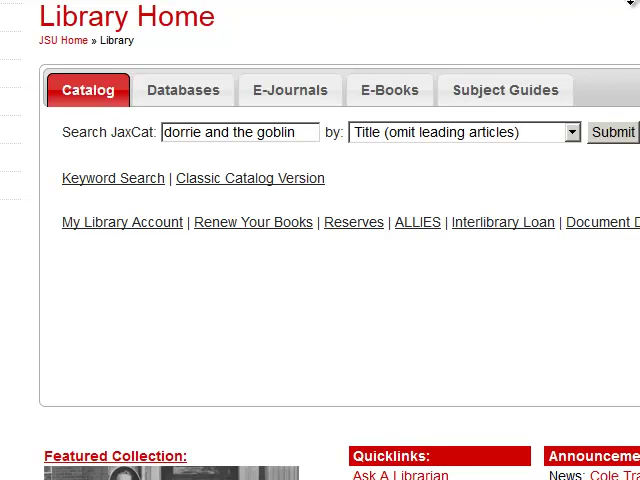 Library Home
JSU Home » Library
Catalog Databases E-Journals E-Books Subject Guides
Search JaxCat: dorrie and the goblin by: Title (omit leading articles) Submit
Keyword Search | Classic Catalog Version
My Library Account | Renew Your Books | Reserves | ALLIES | Interlibrary Loan | Document D
Featured Collection: Quicklinks: Announceme
Ask A Librarian News: Cole Tra